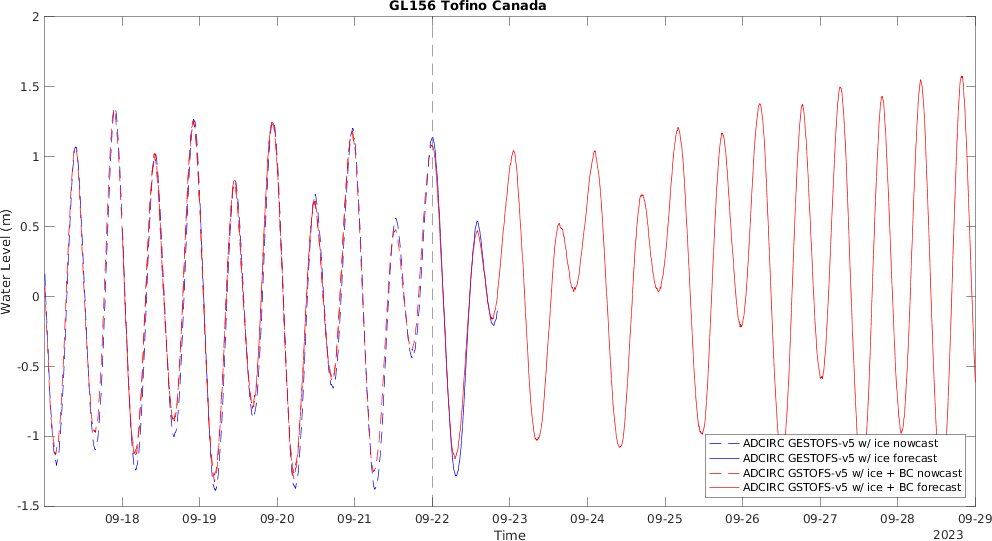 GL156 Tofino Canada
2
1.5
1
0.5
0
-0.5
-1
-1.5
Water Level (m)
ADCIRC GESTOFS-v5 w/ ice nowcast
ADCIRC GESTOFS-v5 w/ ice forecast
ADCIRC GSTOFS-v5 w/ ice + BC nowcast
ADCIRC GSTOFS-v5 w/ ice + BC forecast
09-18 09-19 09-20 09-21 09-22 09-23 09-24 09-25 09-26 09-27 09-28 09-29
Time
2023